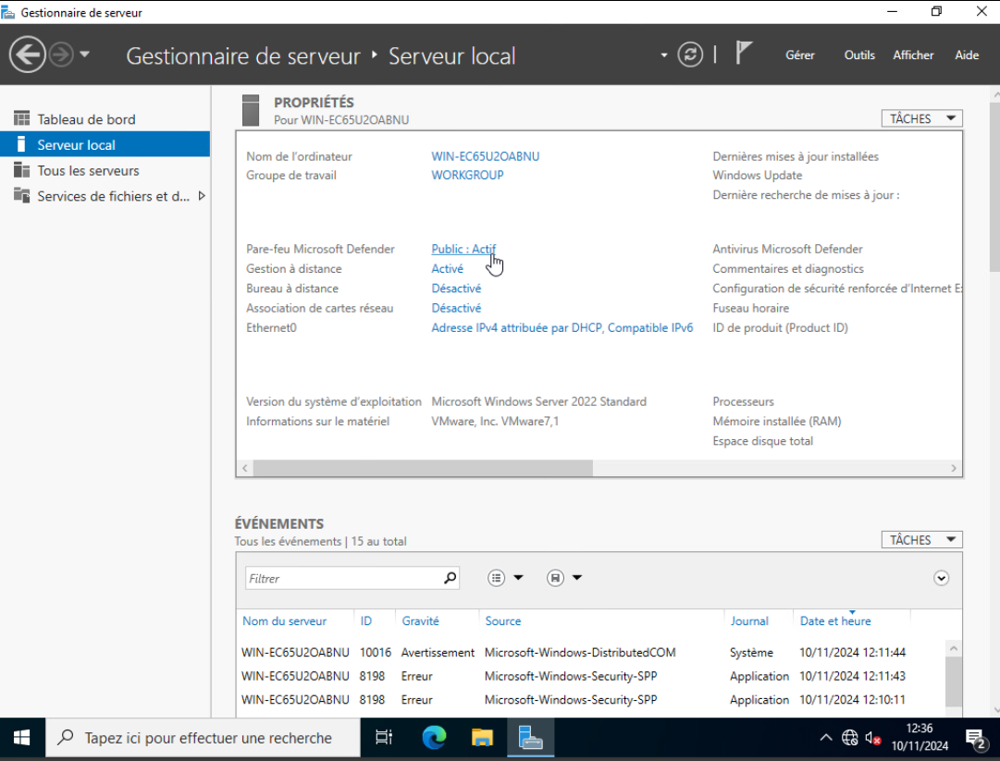 Gestionnaire de serveur
Gestionnaire de serveur ‣ Serveur local
Gérer Outils Afficher Aide
Tableau de bord
Serveur local
Tous les serveurs
Services de fichiers et d...
PROPRIÉTÉS
Pour WIN-EC65U2OABNU
TÂCHES
Nom de l'ordinateur WIN-EC65U2OABNU Dernières mises à jour installées
Groupe de travail WORKGROUP Windows Update
Dernière recherche de mises à jour :
Pare-feu Microsoft Defender Public : Actif Antivirus Microsoft Defender
Gestion à distance Activé Commentaires et diagnostics
Bureau à distance Désactivé Configuration de sécurité renforcée d'Internet E
Association de cartes réseau Désactivé Fuseau horaire
Ethernet0 Adresse IPv4 attribuée par DHCP, Compatible IPv6 ID de produit (Product ID)
Version du système d'exploitation Microsoft Windows Server 2022 Standard Processeurs
Informations sur le matériel VMware, Inc. VMware7,1 Mémoire installée (RAM)
Espace disque total
ÉVÉNEMENTS
Tous les événements | 15 au total
TÂCHES
Filtrer
Nom du serveur ID Gravité Source Journal Date et heure
WIN-EC65U2OABNU 10016 Avertissement Microsoft-Windows-DistributedCOM Système 10/11/2024 12:11:44
WIN-EC65U2OABNU 8198 Erreur Microsoft-Windows-Security-SPP Application 10/11/2024 12:11:43
WIN-EC65U2OABNU 8198 Erreur Microsoft-Windows-Security-SPP Application 10/11/2024 12:10:11
Tapez ici pour effectuer une recherche
12:36
10/11/2024
2